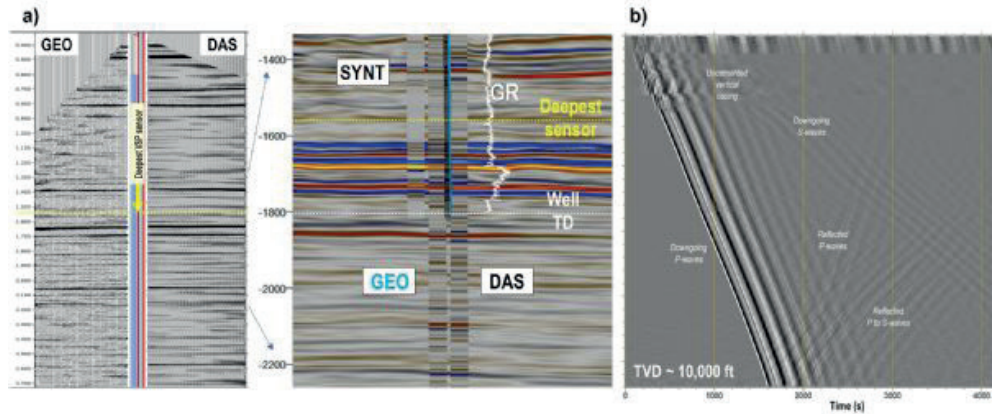 a)
GEO
DAS
Deepest VSP sensor
-1400
-1600
-1800
-2000
-2200
SYNT
GR
Deepest
sensor
Well
TD
GEO
DAS
b)
Uncemented
vertical
casing
Downgoing
S-waves
Downgoing
P-waves
Reflected
P-waves
Reflected
P to S-waves
TVD ~ 10,000 ft
0
1000
2000
3000
4000
Time (s)